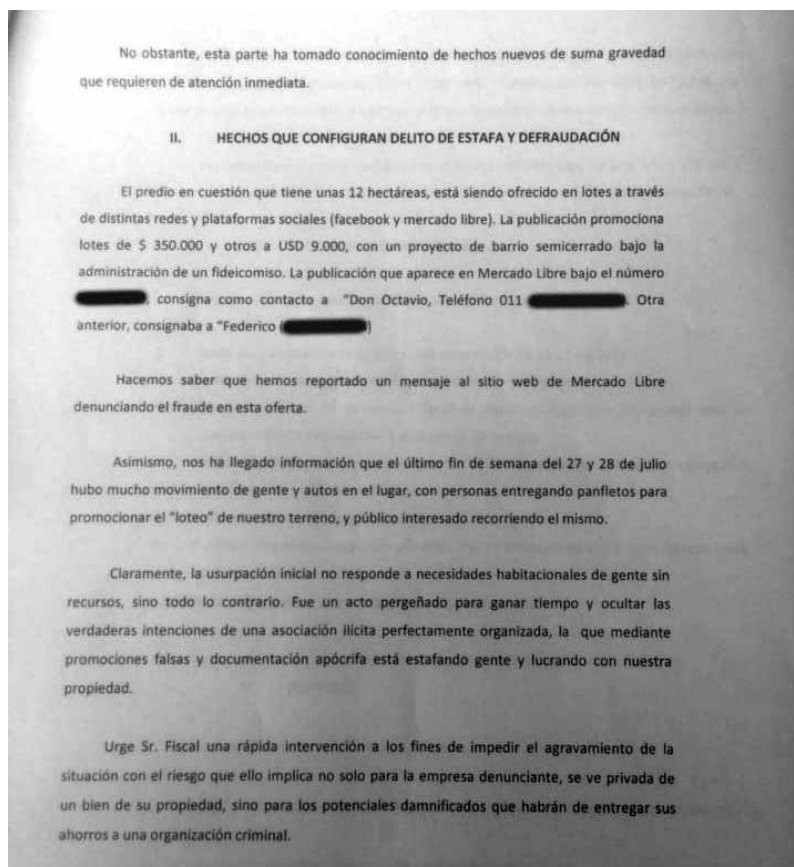 No obstante, esta parte ha tomado conocimiento de hechos nuevos de suma gravedad
que requieren de atención inmediata.
II. HECHOS QUE CONFIGURAN DELITO DE ESTAFA Y DEFRAUDACIÓN
El predio en cuestión que tiene unas 12 hectáreas, está siendo ofrecido en lotes a través
de distintas redes y plataformas sociales (facebook y mercado libre). La publicación promociona
lotes de $ 350.000 y otros a USD 9.000, con un proyecto de barrio semicerrado bajo la
administración de un fideicomiso. La publicación que aparece en Mercado Libre bajo el número
, consigna como contacto a "Don Octavio, Teléfono 011 . Otra
anterior, consignaba a "Federico ( )
Hacemos saber que hemos reportado un mensaje al sitio web de Mercado Libre
denunciando el fraude en esta oferta.
Asimismo, nos ha llegado información que el último fin de semana del 27 y 28 de julio
hubo mucho movimiento de gente y autos en el lugar, con personas entregando panfletos para
promocionar el "loteo" de nuestro terreno, y público interesado recorriendo el mismo.
Claramente, la usurpación inicial no responde a necesidades habitacionales de gente sin
recursos, sino todo lo contrario. Fue un acto pergeñado para ganar tiempo y ocultar las
verdaderas intenciones de una asociación ilícita perfectamente organizada, la que mediante
promociones falsas y documentación apócrifa está estafando gente y lucrando con nuestra
propiedad.
Urge Sr. Fiscal una rápida intervención a los fines de impedir el agravamiento de la
situación con el riesgo que ello implica no solo para la empresa denunciante, se ve privada de
un bien de su propiedad, sino para los potenciales damnificados que habrán de entregar sus
ahorros a una organización criminal.